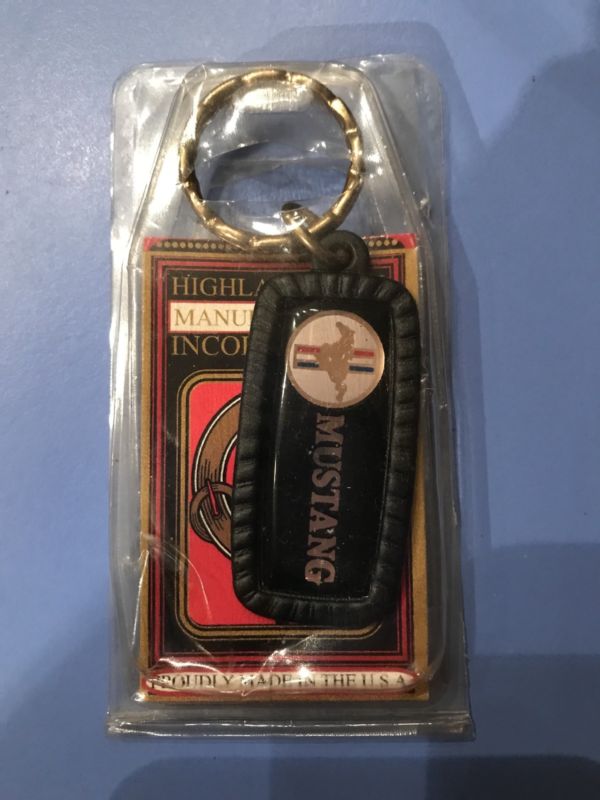 HIGHLA
MANU
INCO
MUSTANG
PROUDLY MADE IN THE U.S.A.